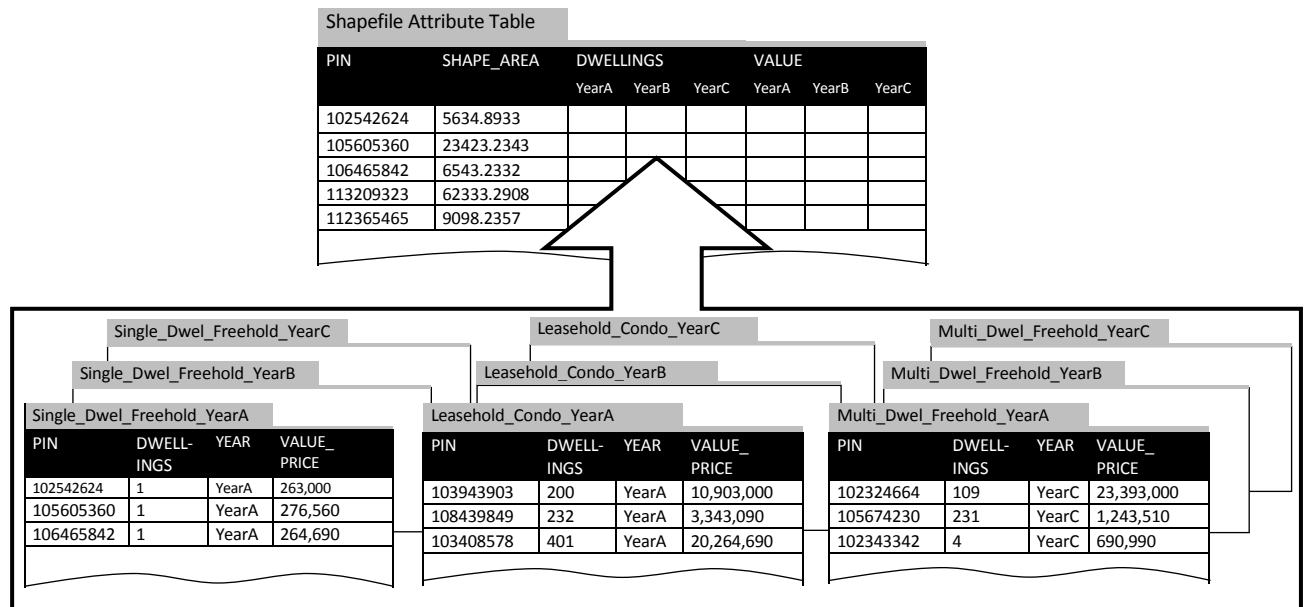 Shapefile Attribute Table
PIN SHAPE_AREA DWELLINGS VALUE
YearA YearB YearC YearA YearB YearC
102542624 5634.8933
105605360 23423.2343
106465842 6543.2332
113209323 62333.2908
112365465 9098.2357
Single_Dwel_Freehold_YearC
Leasehold_Condo_YearC
Multi_Dwel_Freehold_YearC
Single_Dwel_Freehold_YearB
Leasehold_Condo_YearB
Multi_Dwel_Freehold_YearB
Single_Dwel_Freehold_YearA
PIN DWELL- YEAR VALUE_
INGS PRICE
102542624 1 YearA 263,000
105605360 1 YearA 276,560
106465842 1 YearA 264,690
Leasehold_Condo_YearA
PIN DWELL- YEAR VALUE_
INGS PRICE
103943903 200 YearA 10,903,000
108439849 232 YearA 3,343,090
103408578 401 YearA 20,264,690
Multi_Dwel_Freehold_YearA
PIN DWELL- YEAR VALUE_
INGS PRICE
102324664 109 YearC 23,393,000
105674230 231 YearC 1,243,510
102343342 4 YearC 690,990